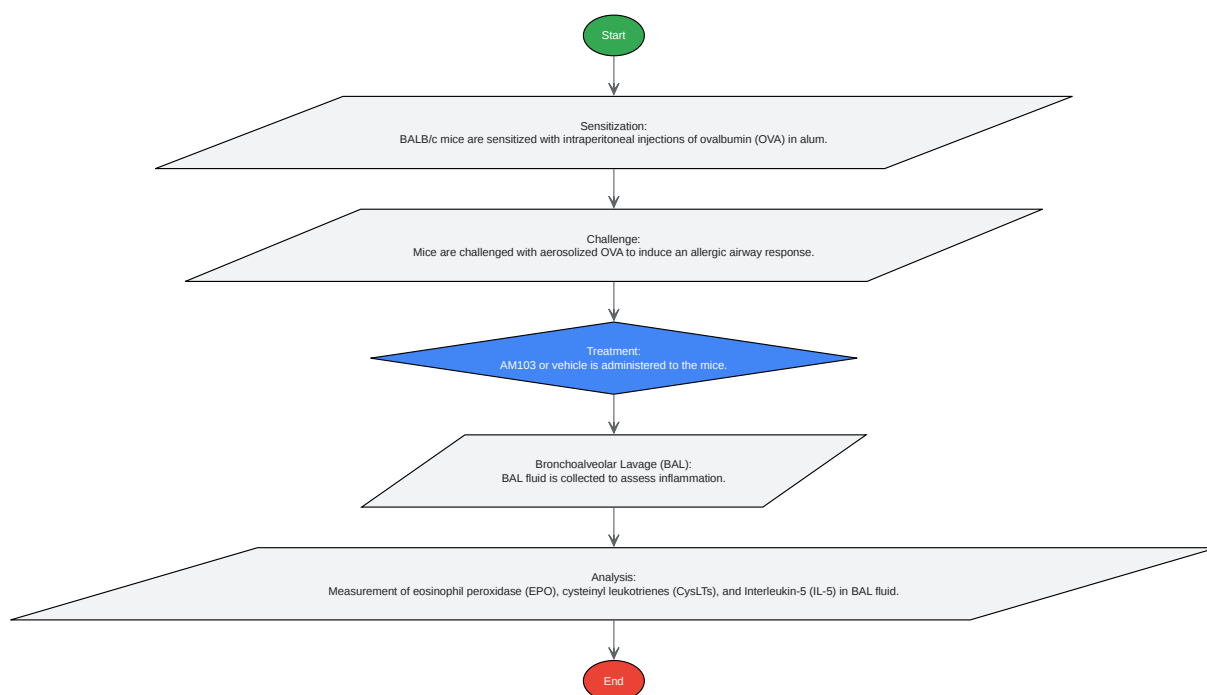 Start
Sensitization:
BALB/c mice are sensitized with intraperitoneal injections of ovalbumin (OVA) in alum.
Challenge:
Mice are challenged with aerosolized OVA to induce an allergic airway response.
Treatment:
AM103 or vehicle is administered to the mice.
Bronchoalveolar Lavage (BAL):
BAL fluid is collected to assess inflammation.
Analysis:
Measurement of eosinophil peroxidase (EPO), cysteinyl leukotrienes (CysLTs), and Interleukin-5 (IL-5) in BAL fluid.
End